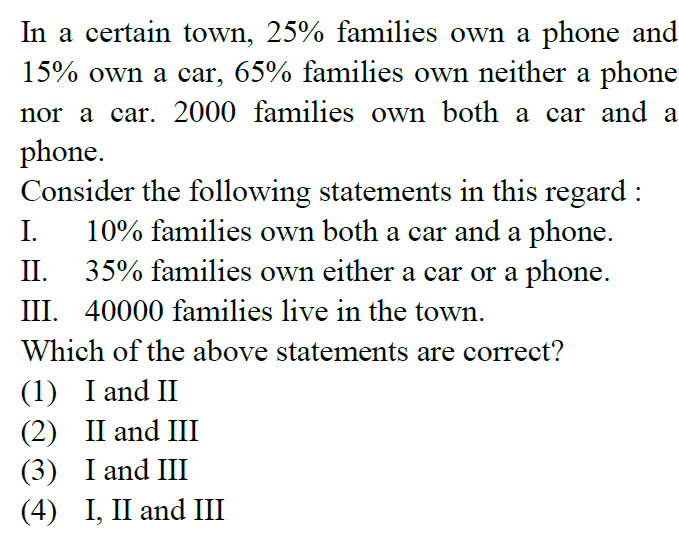 In a certain town, 25% families own a phone and
15% own a car, 65% families own neither a phone
nor a car. 2000 families own both a car and a
phone.
Consider the following statements in this regard :
I. 10% families own both a car and a phone.
II. 35% families own either a car or a phone.
III. 40000 families live in the town.
Which of the above statements are correct?
(1) I and II
(2) II and III
(3) I and III
(4) I, II and III